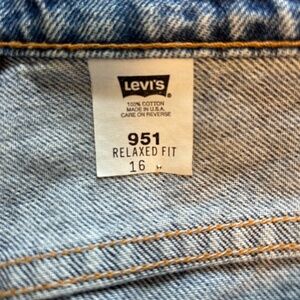 LEVI'S
100% COTTON
MADE IN U.S.A.
CARE ON REVERSE
951
RELAXED FIT
16